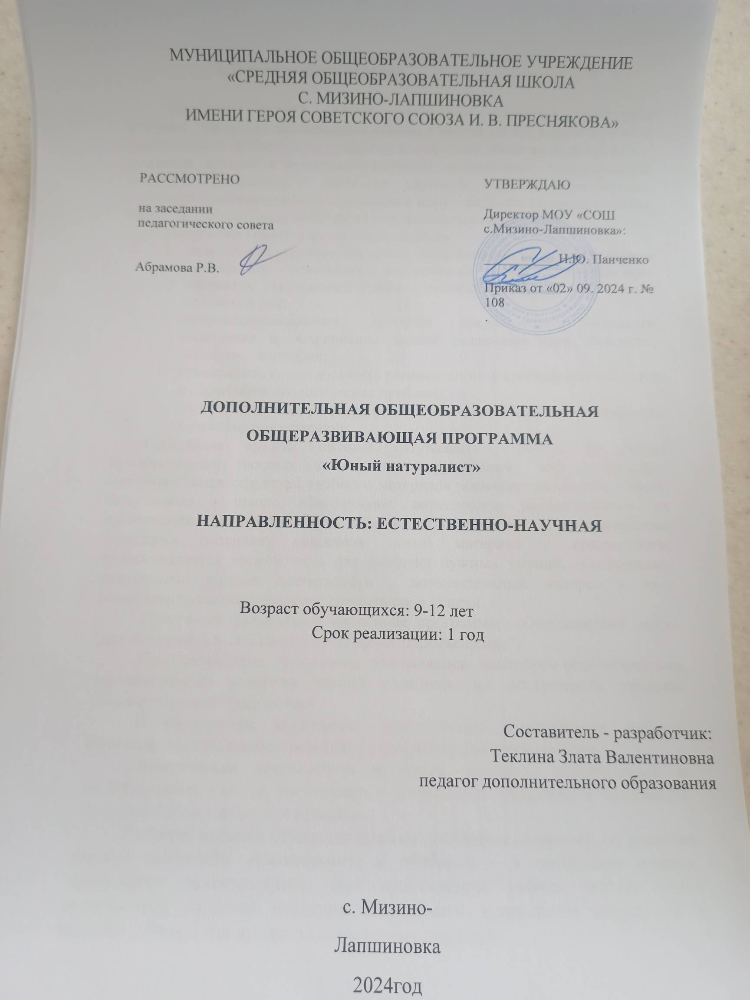 МУНИЦИПАЛЬНОЕ ОБЩЕОБРАЗОВАТЕЛЬНОЕ УЧРЕЖДЕНИЕ
«СРЕДНЯЯ ОБЩЕОБРАЗОВАТЕЛЬНАЯ ШКОЛА
С. МИЗИНО-ЛАПШИНОВКА
ИМЕНИ ГЕРОЯ СОВЕТСКОГО СОЮЗА И. В. ПРЕСНЯКОВА»
РАССМОТРЕНО
на заседании
педагогического совета
Абрамова Р.В.
УТВЕРЖДАЮ
Директор МОУ «СОШ
с.Мизино-Лапшиновка»:
Н.Ю. Панченко
Приказ от «02» 09. 2024 г. №
108
.
ДОПОЛНИТЕЛЬНАЯ ОБЩЕОБРАЗОВАТЕЛЬНАЯ
ОБЩЕРАЗВИВАЮЩАЯ ПРОГРАММА
«Юный натуралист»
НАПРАВЛЕННОСТЬ: ЕСТЕСТВЕННО-НАУЧНАЯ
Возраст обучающихся: 9-12 лет
Срок реализации: 1 год
Составитель - разработчик:
Теклина Злата Валентиновна
педагог дополнительного образования
с. Мизино-
Лапшиновка
2024год